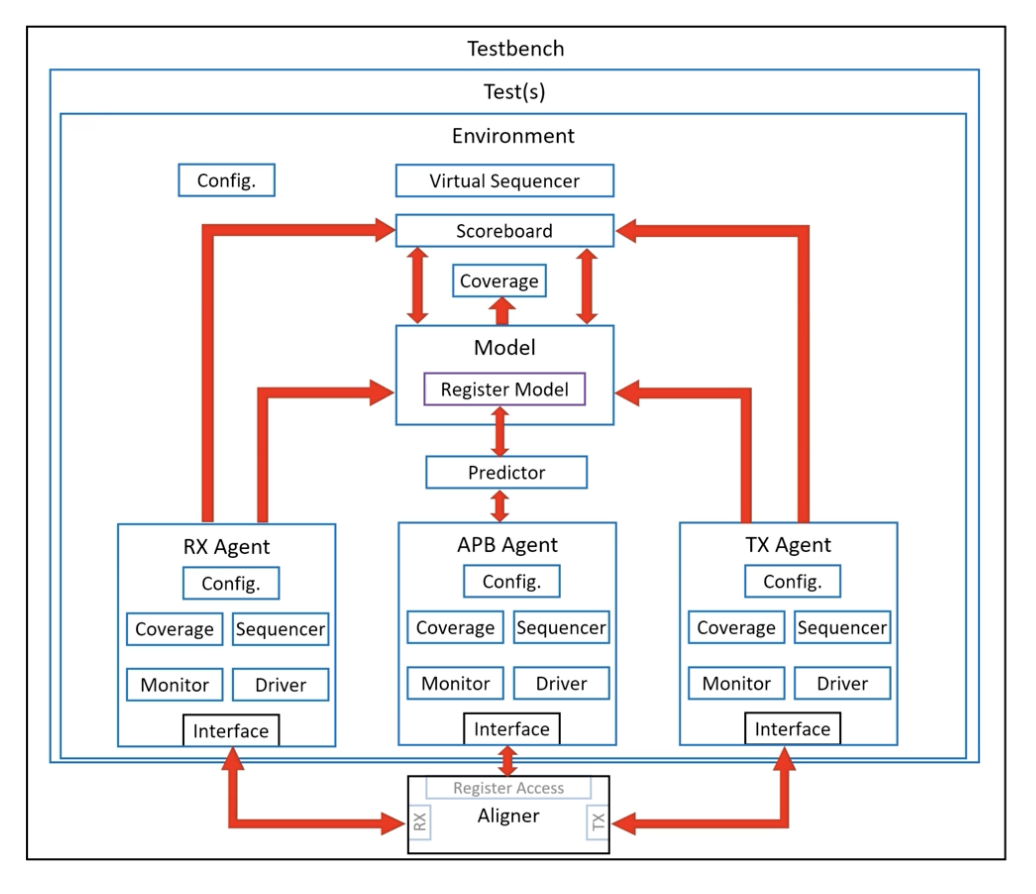 Testbench
Test(s)
Environment
Config.
Virtual Sequencer
Scoreboard
Coverage
Model
Register Model
Predictor
RX Agent
Config.
Coverage
Sequencer
Monitor
Driver
Interface
APB Agent
Config.
Coverage
Sequencer
Monitor
Driver
Interface
TX Agent
Config.
Coverage
Sequencer
Monitor
Driver
Interface
Register Access
RX
Aligner
TX